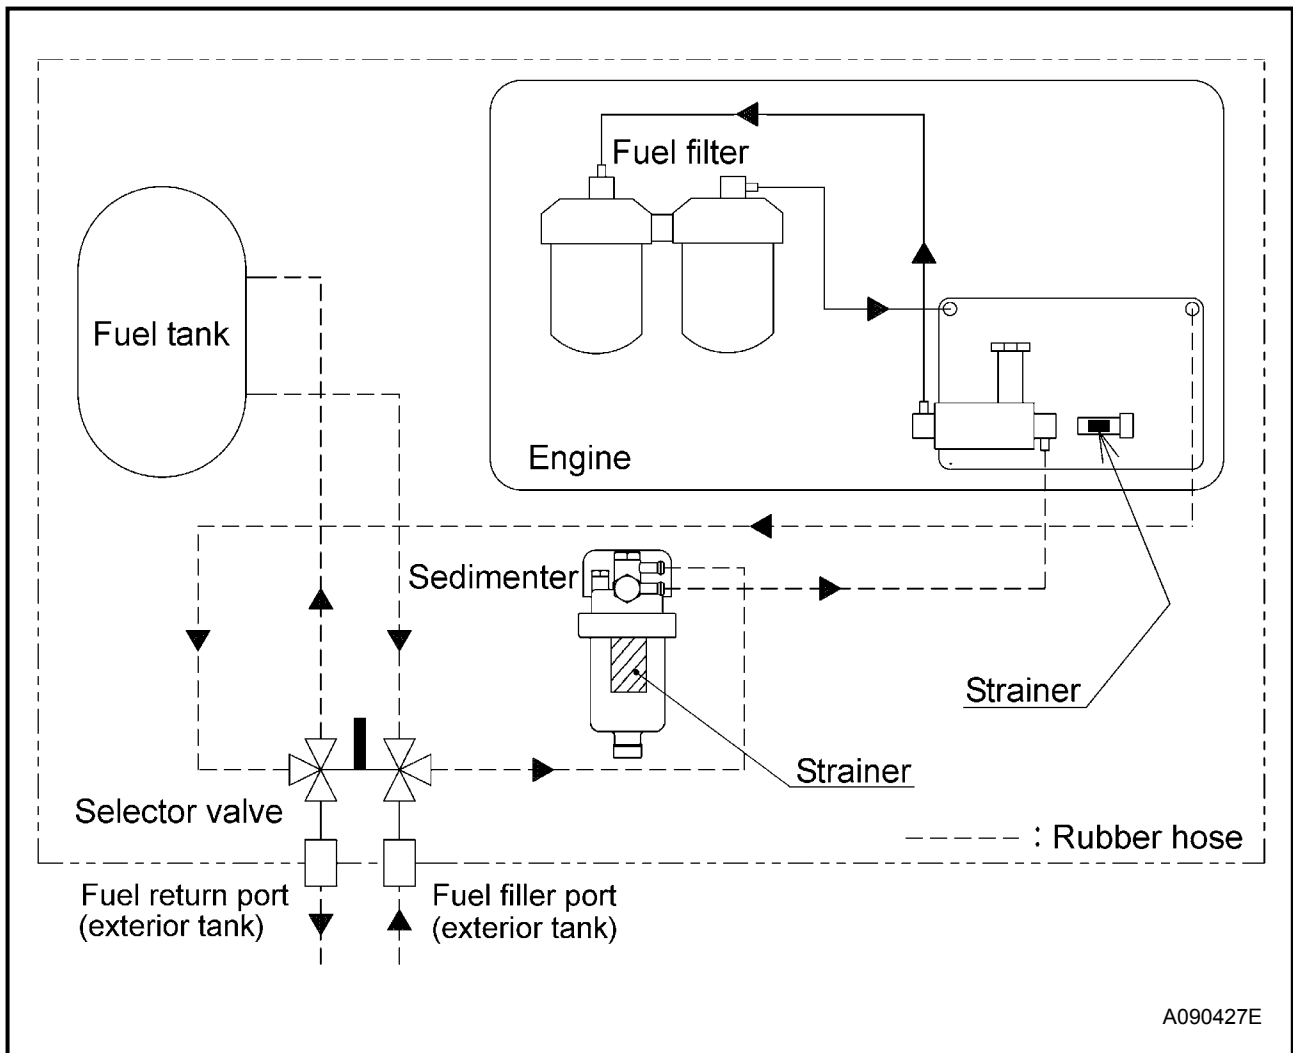 Fuel filter
Fuel tank
Engine
Sedimenter
Strainer
Strainer
Selector valve
: Rubber hose
Fuel return port
(exterior tank)
Fuel filler port
(exterior tank)
A090427E